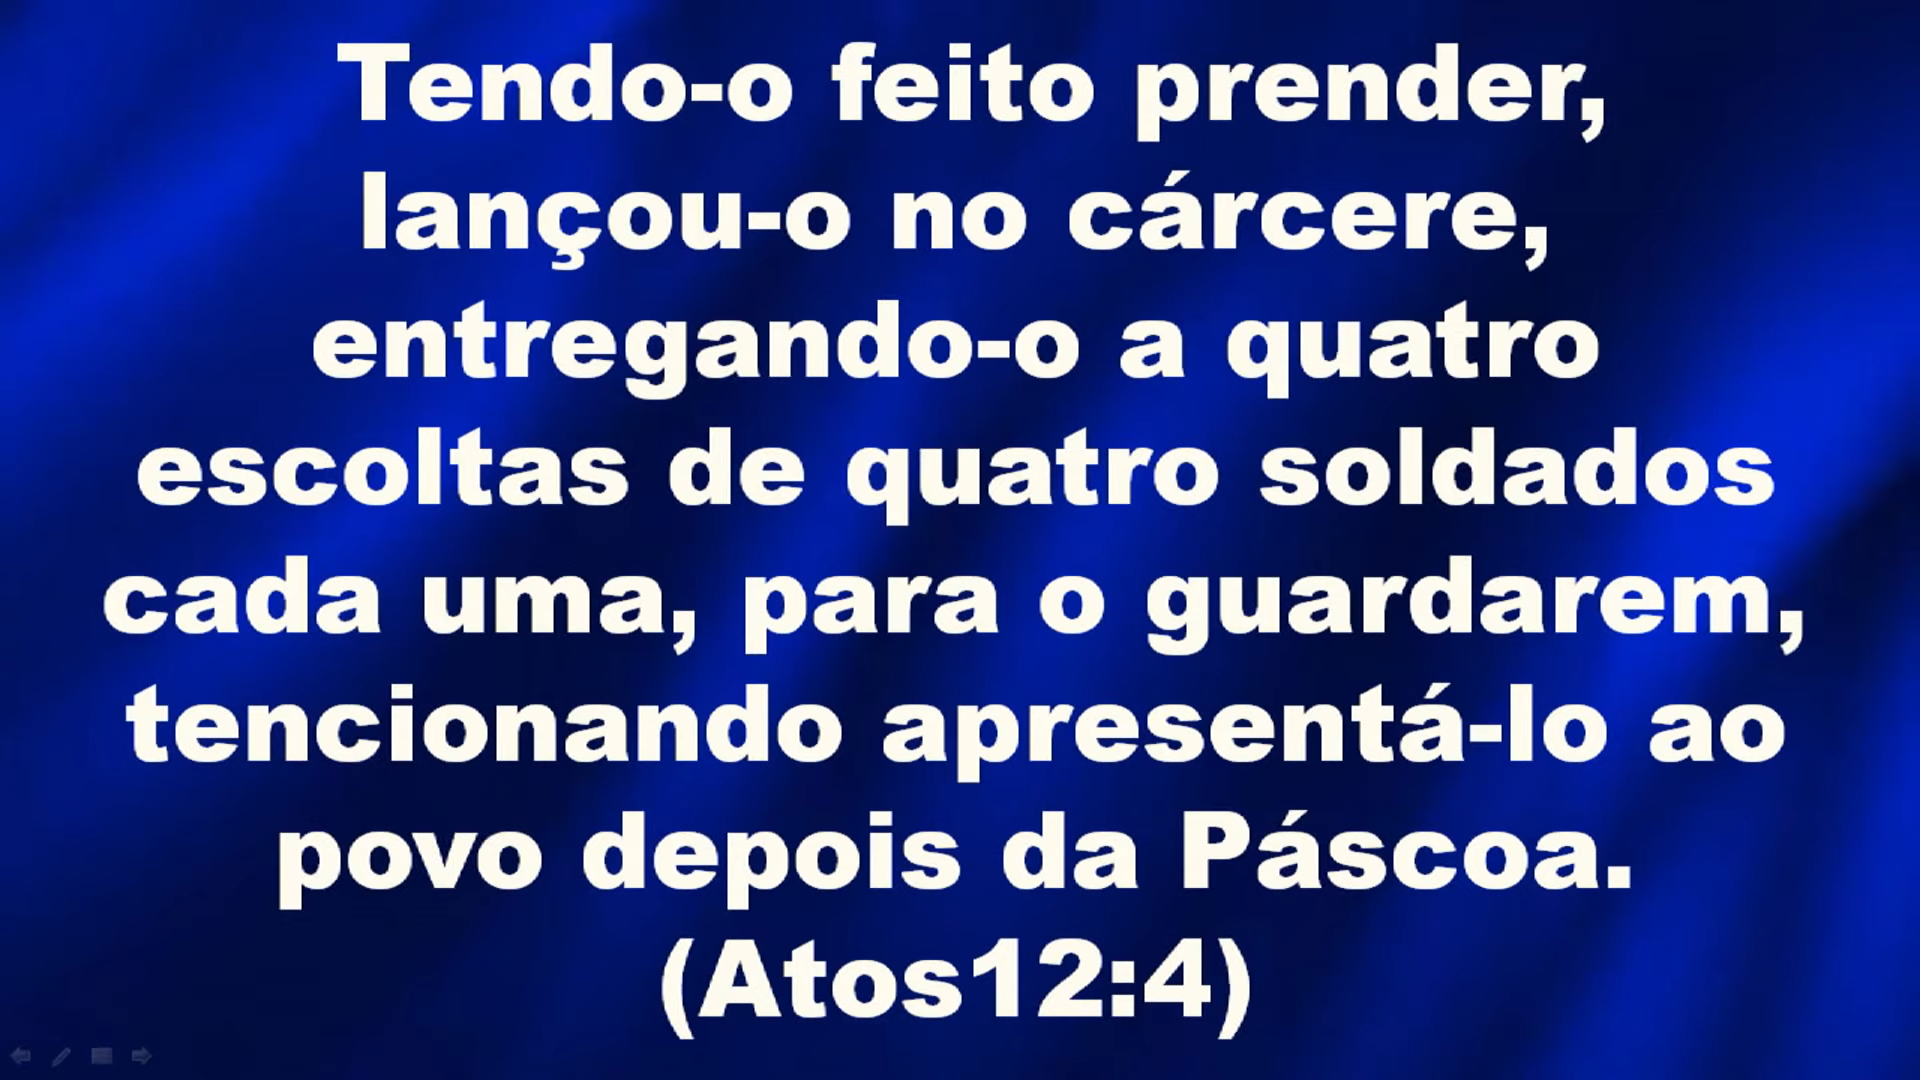 Tendo-o feito prender,
lançou-o no cárcere,
entregando-o a quatro
escoltas de quatro soldados
cada uma, para o guardarem,
tencionando apresentá-lo ao
povo depois da Páscoa.
(Atos12:4)